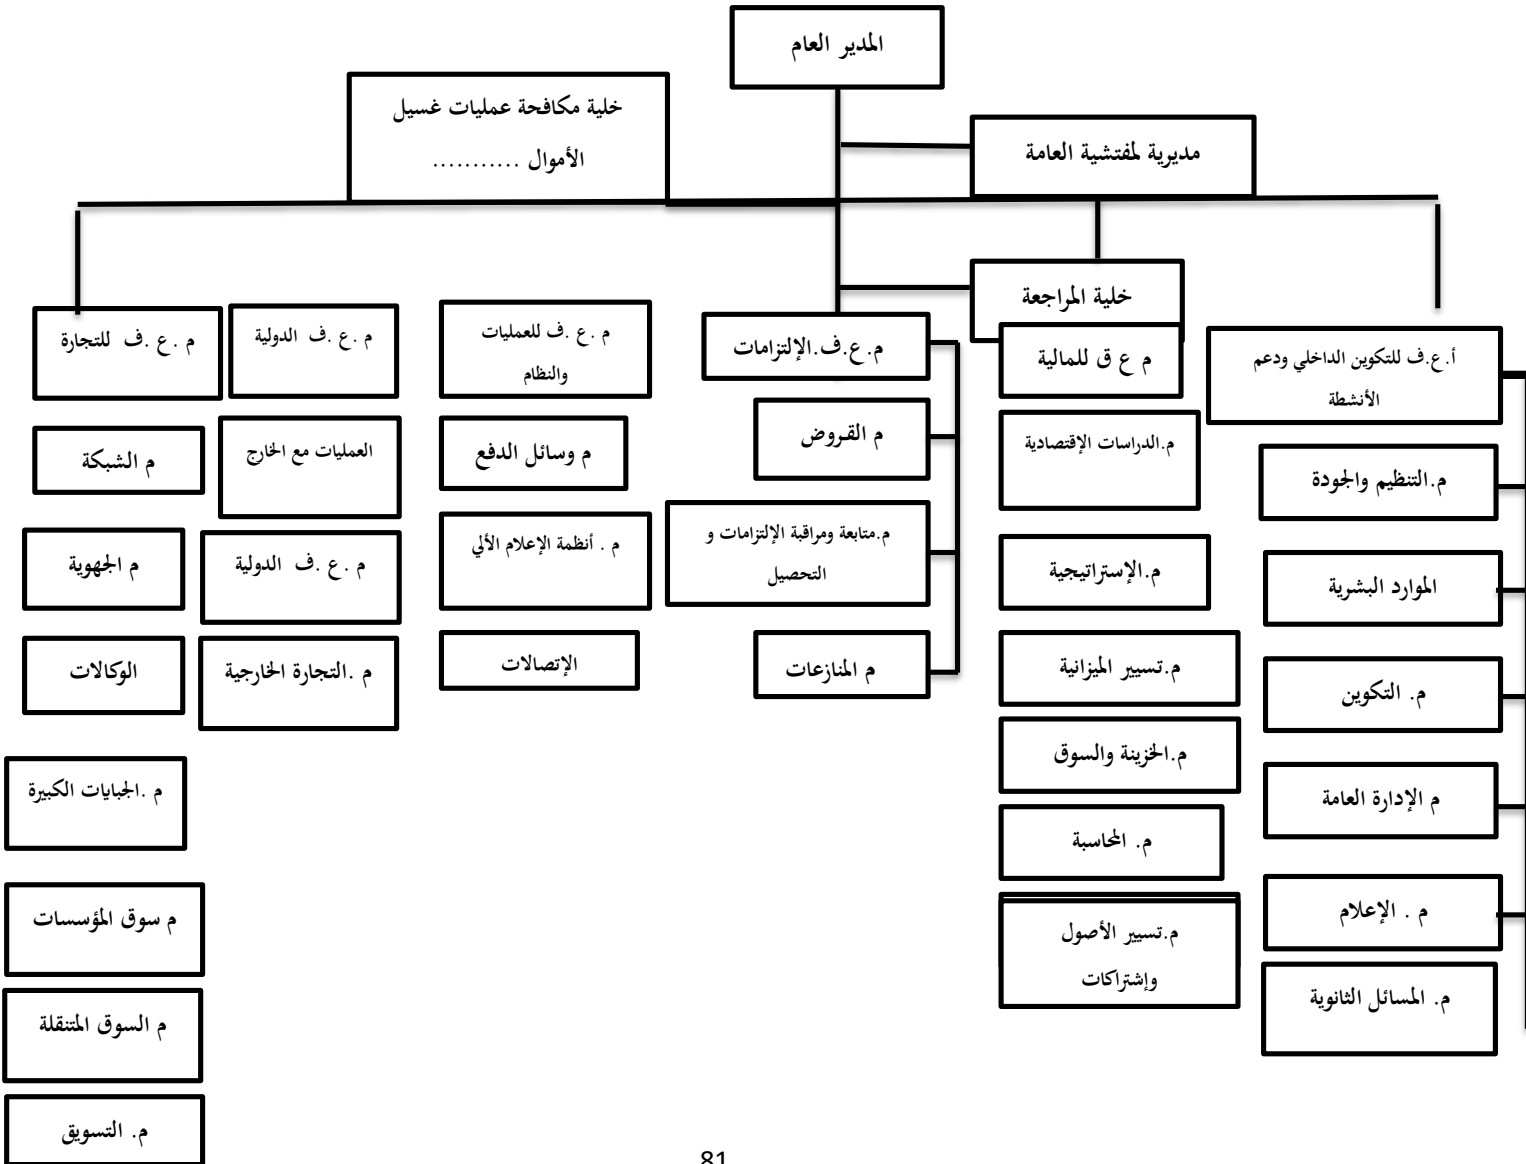 المدير العام
خلية مكافحة عمليات غسيل
الأموال ...........
مديرية لمفتشية العامة
خلية المراجعة
أ.ع.ف للتكوين الداخلي ودعم
الأنشطة
م.التنظيم والجودة
الموارد البشرية
م. التكوين
م الإدارة العامة
م . الإعلام
م. المسائل الثانوية
م ع ق للمالية
م.الدراسات الإقتصادية
م.الإستراتيجية
م.تسيير الميزانية
م.الخزينة والسوق
م. المحاسبة
م.تسيير الأصول
وإشتراكات
م.ع.ف.الإلتزامات
م القروض
م.متابعة ومراقبة الإلتزامات و
التحصيل
م المنازعات
م .ع .ف للعمليات
والنظام
م وسائل الدفع
م . أنظمة الإعلام الألي
الإتصالات
م .ع .ف الدولية
العمليات مع الخارج
م .ع .ف الدولية
م .التجارة الخارجية
م .ع .ف للتجارة
م الشبكة
م الجهوية
الوكالات
م .الجبايات الكبيرة
م سوق المؤسسات
م السوق المتنقلة
م. التسويق
81